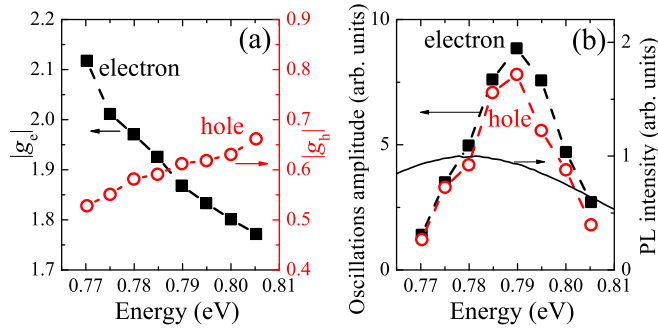 (a)
electron
hole
|g_e|
2.2
2.1
2.0
1.9
1.8
1.7
0.9
0.8
0.7
0.6
0.5
0.4
|g_h|
0.77 0.78 0.79 0.80 0.81
Energy (eV)
(b)
electron
hole
Oscillations amplitude (arb. units)
10
5
0
2
1
0
PL intensity (arb. units)
0.77 0.78 0.79 0.80 0.81
Energy (eV)